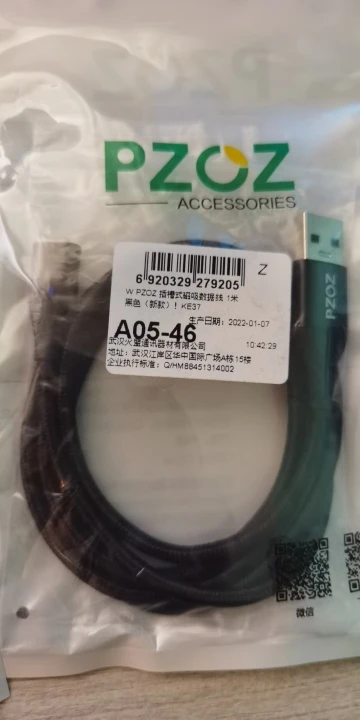 PZOZ
ACCESSORIES
6 920329 279205
Z
W PZOZ 插槽式磁吸数据线 1米
黑色（新款）！KE37
生产日期：2022-01-07
A05-46
10:42:29
武汉火蛩通讯器材有限公司
地址：武汉江岸区华中国际广场A栋15楼
企业执行标准：Q/HMBB451314002
PZOZ
微信